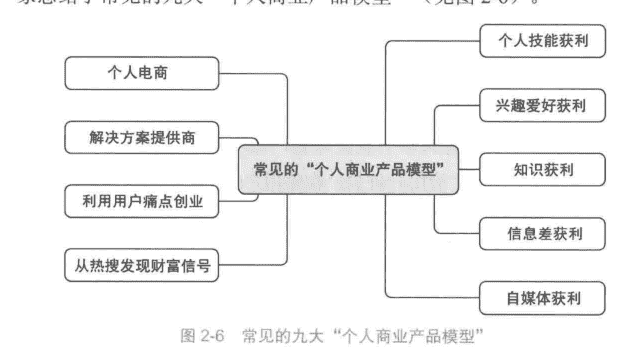 家总结了常见的九大“个人商业产品模型”（见图2-6）。
个人电商
解决方案提供商
利用用户痛点创业
从热搜发现财富信号
常见的“个人商业产品模型”
个人技能获利
兴趣爱好获利
知识获利
信息差获利
自媒体获利
图 2-6 常见的九大“个人商业产品模型”